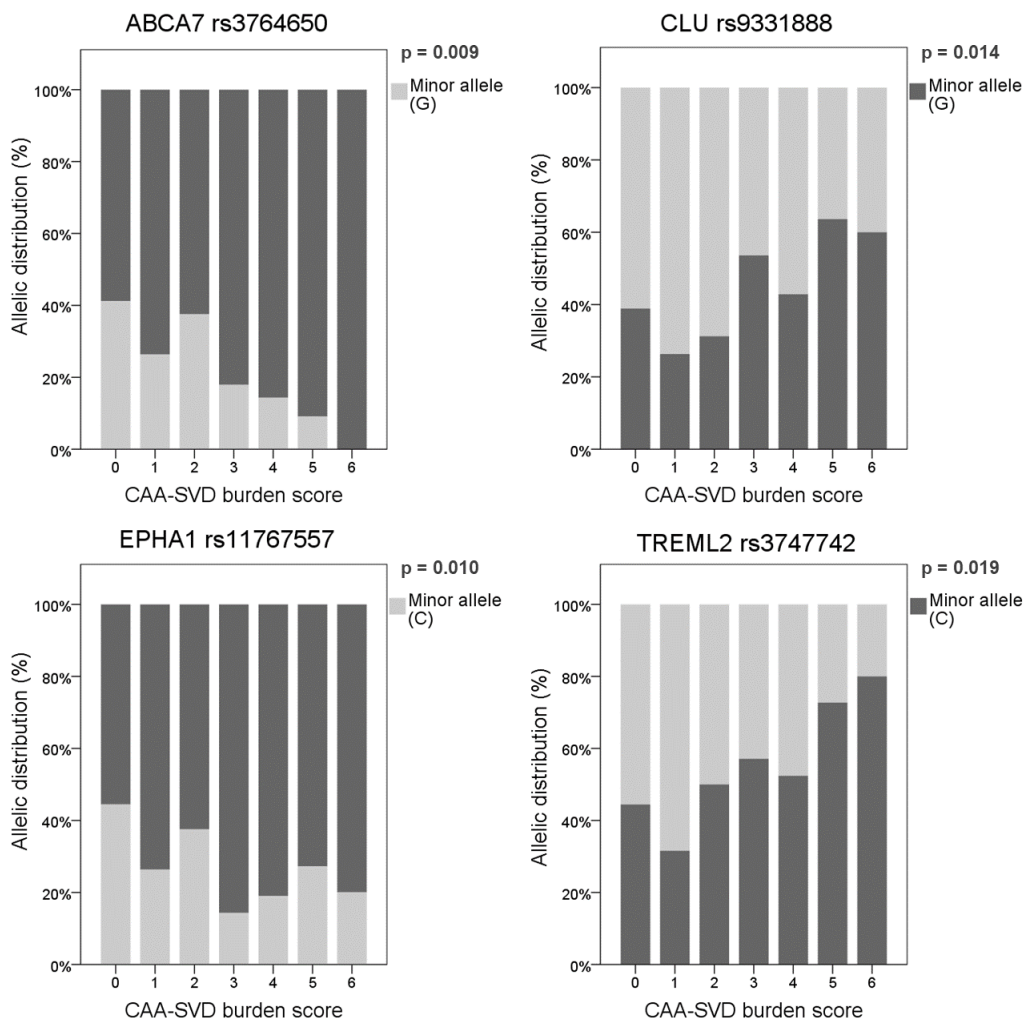 ABCA7 rs3764650
p = 0.009
Minor allele
(G)
100%
80%
60%
40%
20%
0%
Allelic distribution (%)
0 1 2 3 4 5 6
CAA-SVD burden score
CLU rs9331888
p = 0.014
Minor allele
(G)
100%
80%
60%
40%
20%
0%
Allelic distribution (%)
0 1 2 3 4 5 6
CAA-SVD burden score
EPHA1 rs11767557
p = 0.010
Minor allele
(C)
100%
80%
60%
40%
20%
0%
Allelic distribution (%)
0 1 2 3 4 5 6
CAA-SVD burden score
TREML2 rs3747742
p = 0.019
Minor allele
(C)
100%
80%
60%
40%
20%
0%
Allelic distribution (%)
0 1 2 3 4 5 6
CAA-SVD burden score